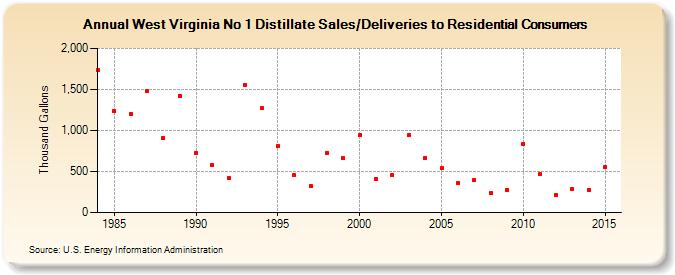 Annual West Virginia No 1 Distillate Sales/Deliveries to Residential Consumers
Thousand Gallons
2,000
1,500
1,000
500
0
1985 1990 1995 2000 2005 2010 2015
Source: U.S. Energy Information Administration